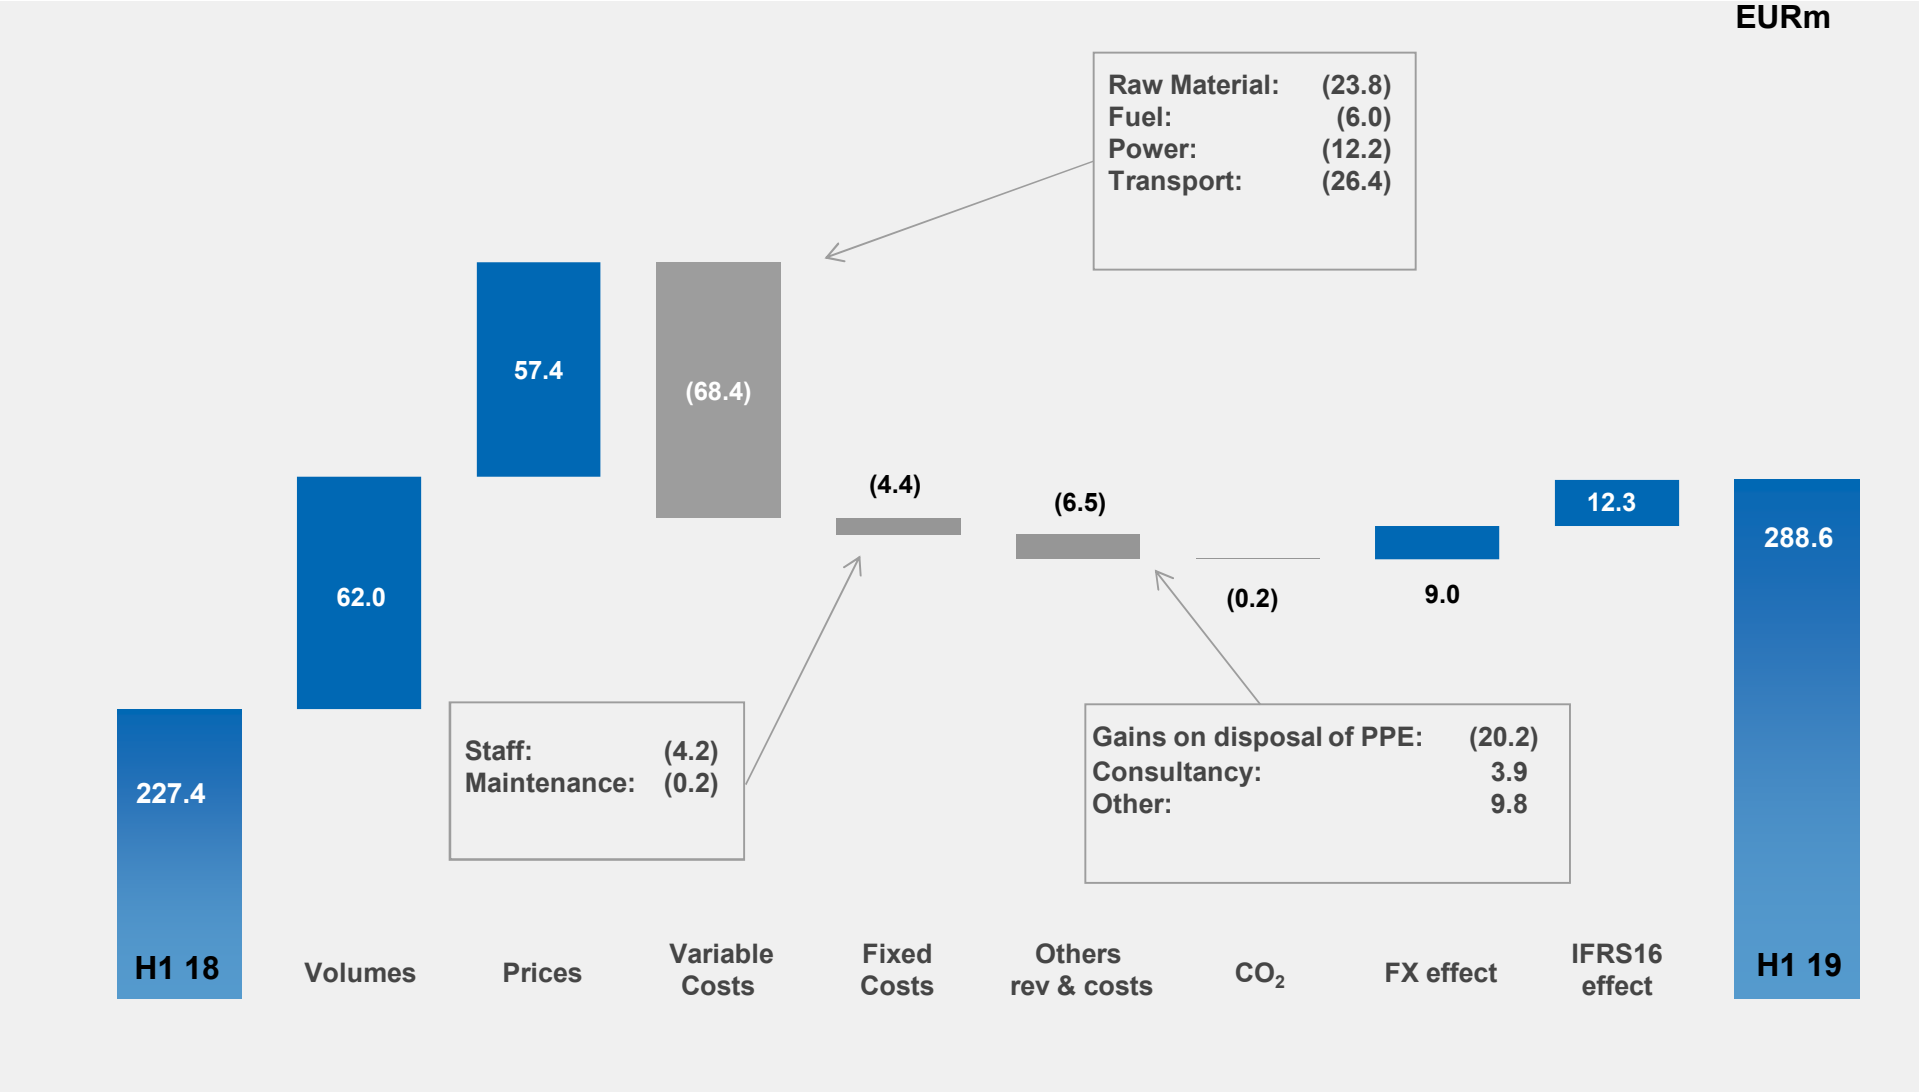 EURm
Raw Material: (23.8)
Fuel: (6.0)
Power: (12.2)
Transport: (26.4)
57.4
(68.4)
(4.4)
(6.5)
12.3
288.6
62.0
(0.2)
9.0
Staff: (4.2)
Maintenance: (0.2)
Gains on disposal of PPE: (20.2)
Consultancy: 3.9
Other: 9.8
227.4
H1 18
Volumes
Prices
Variable
Costs
Fixed
Costs
Others
rev & costs
CO₂
FX effect
IFRS16
effect
H1 19